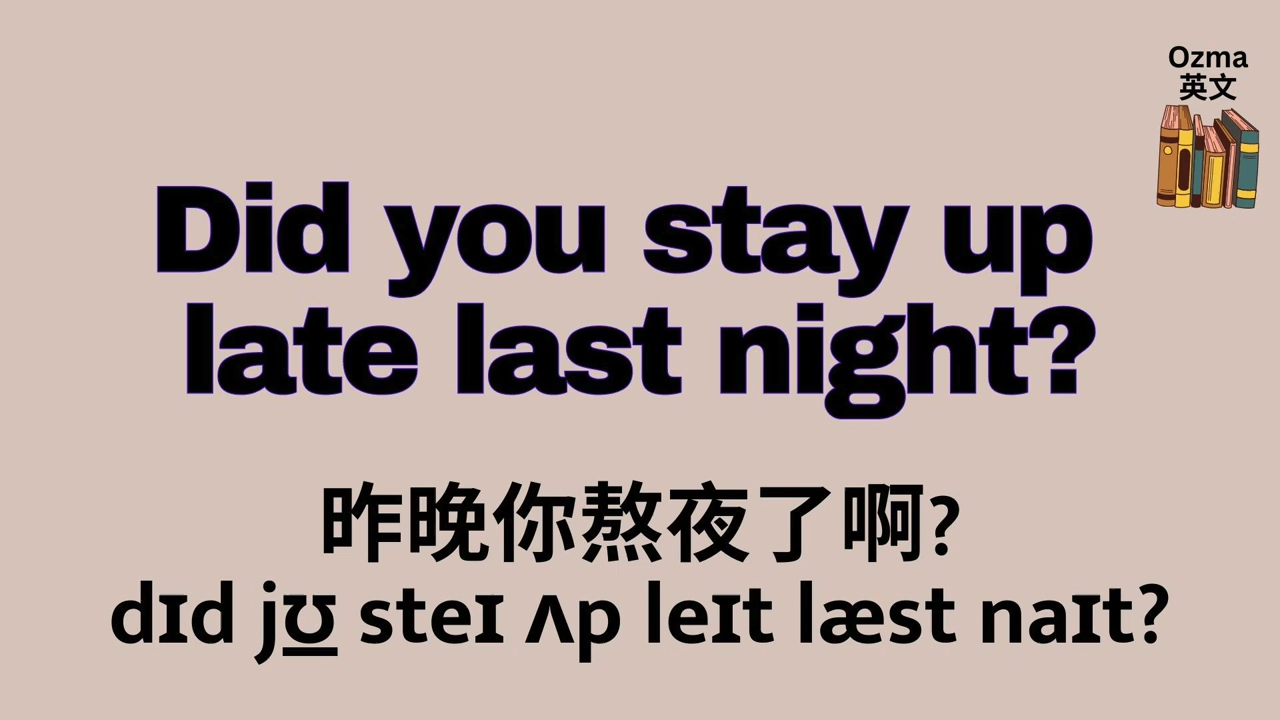 Ozma
英文
Did you stay up
late last night?
昨晚你熬夜了啊?
dɪd jʊ steɪ ʌp leɪt læst naɪt?